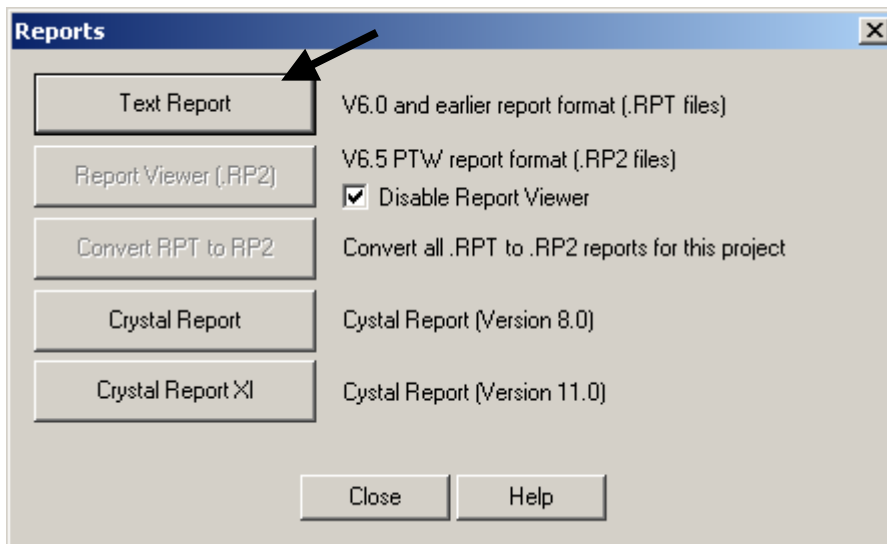 Reports
Text Report
V6.0 and earlier report format (.RPT files)
Report Viewer (.RP2)
V6.5 PTW report format (.RP2 files)
Disable Report Viewer
Convert RPT to RP2
Convert all .RPT to .RP2 reports for this project
Crystal Report
Cystal Report (Version 8.0)
Crystal Report XI
Cystal Report (Version 11.0)
Close
Help